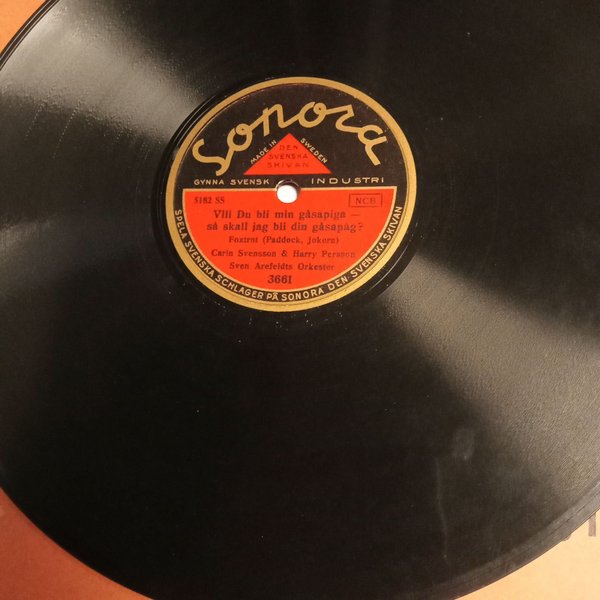 Sonora
MADE IN SWEDEN
DEN
SVENSKA
SKIVAN
GYNNA SVENSK INDUSTRI
5182 SS NCB
Vill Du bli min gåsapiga —
så skall jag bli din gåsapåg?
Foxtrot (Paddock, Jokern)
Carin Svensson & Harry Persson
Sven Arefeldts Orkester
3661
SPELA SVENSKA SCHLAGER PÅ SONORA DEN SVENSKA SKIVAN